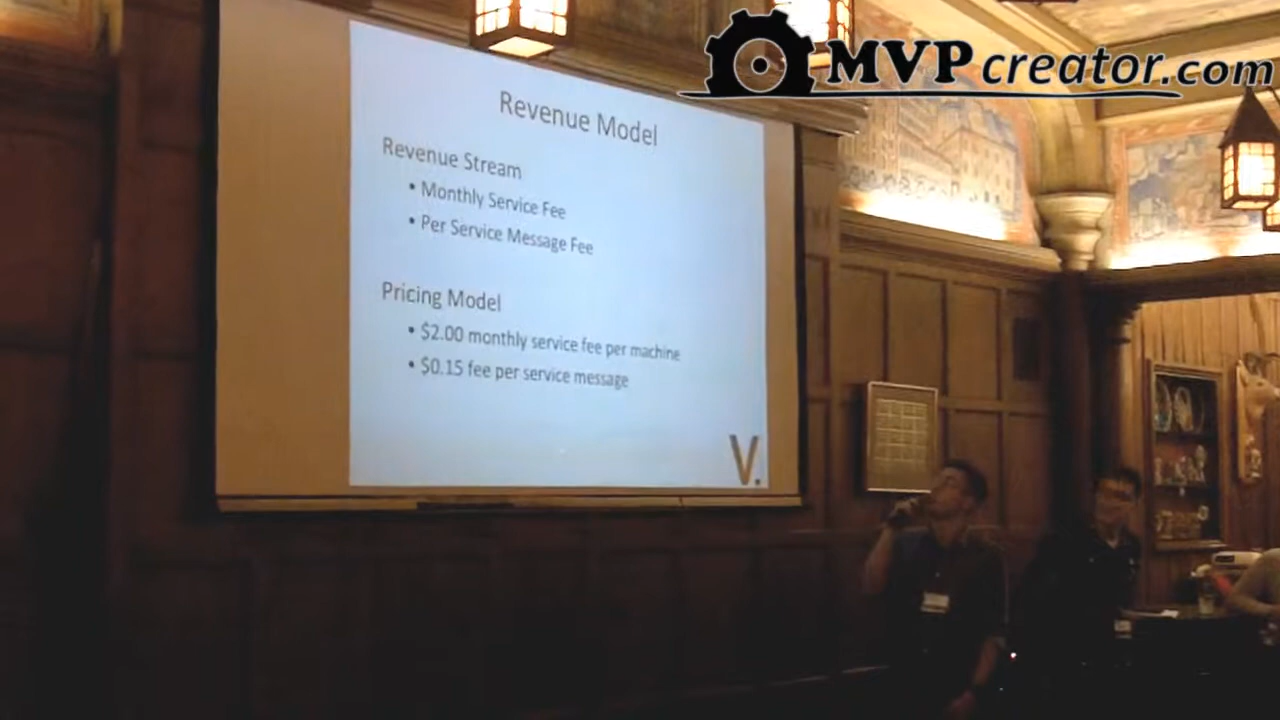 MVPcreator.com
Revenue Model
Revenue Stream
• Monthly Service Fee
• Per Service Message Fee
Pricing Model
• $2.00 monthly service fee per machine
• $0.15 fee per service message
V.